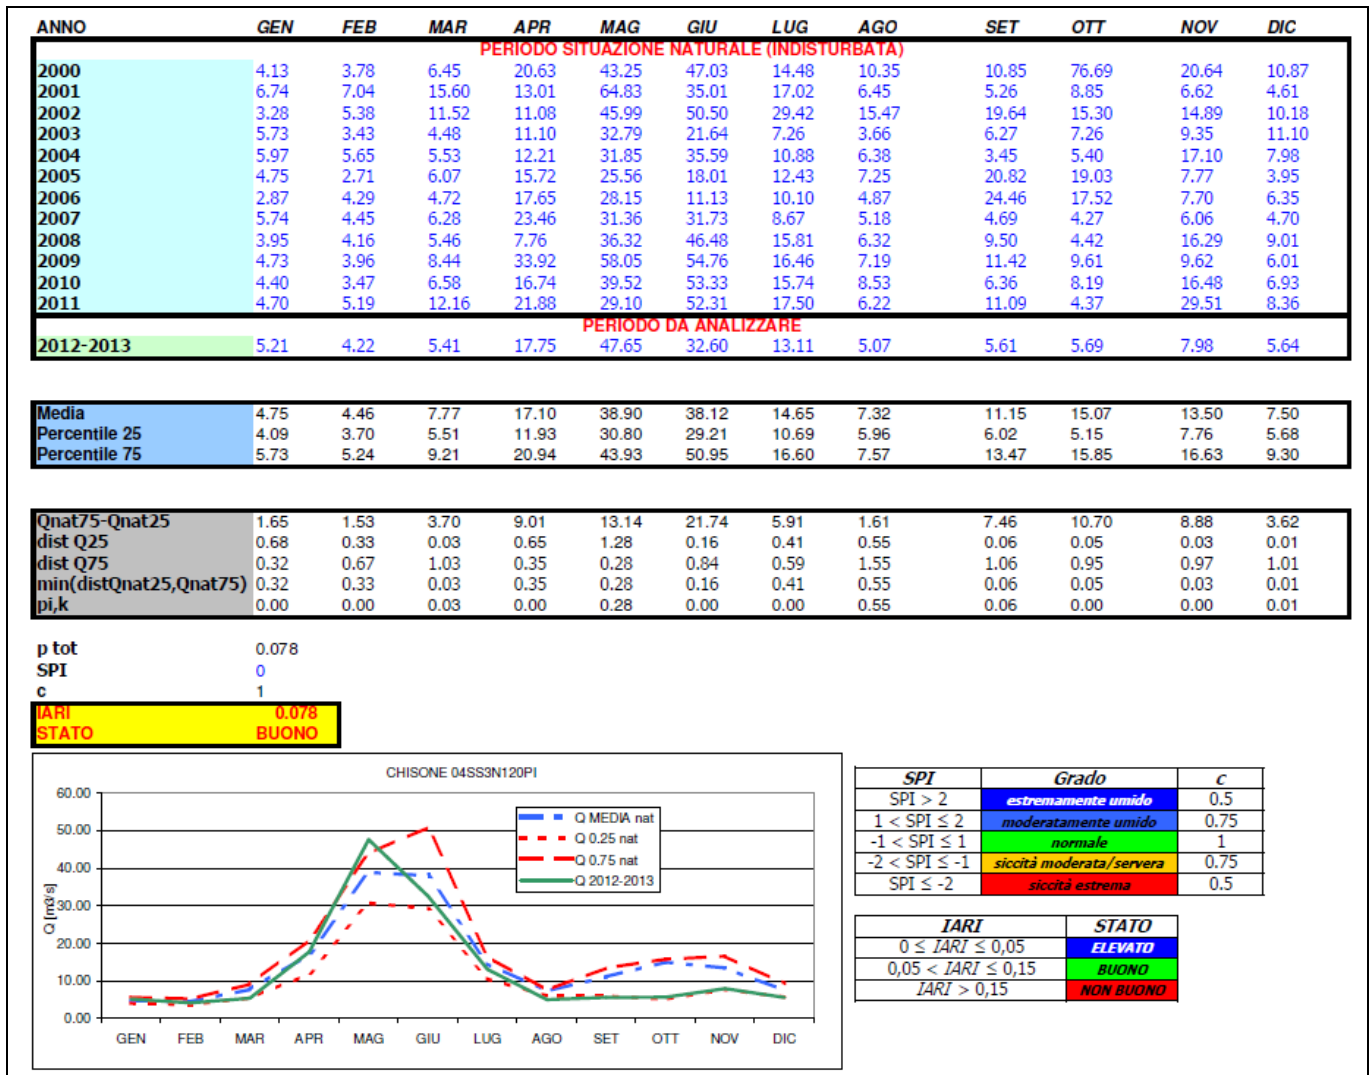 ANNO GEN FEB MAR APR MAG GIU LUG AGO SET OTT NOV DIC
PERIODO SITUAZIONE NATURALE (INDISTURBATA)
2000 4.13 3.78 6.45 20.63 43.25 47.03 14.48 10.35 10.85 76.69 20.64 10.87
2001 6.74 7.04 15.60 13.01 64.83 35.01 17.02 6.45 5.26 8.85 6.62 4.61
2002 3.28 5.38 11.52 11.08 45.99 50.50 29.42 15.47 19.64 15.30 14.89 10.18
2003 5.73 3.43 4.48 11.10 32.79 21.64 7.26 3.66 6.27 7.26 9.35 11.10
2004 5.97 5.65 5.53 12.21 31.85 35.59 10.88 6.38 3.45 5.40 17.10 7.98
2005 4.75 2.71 6.07 15.72 25.56 18.01 12.43 7.25 20.82 19.03 7.77 3.95
2006 2.87 4.29 4.72 17.65 28.15 11.13 10.10 4.87 24.46 17.52 7.70 6.35
2007 5.74 4.45 6.28 23.46 31.36 31.73 8.67 5.18 4.69 4.27 6.06 4.70
2008 3.95 4.16 5.46 7.76 36.32 46.48 15.81 6.32 9.50 4.42 16.29 9.01
2009 4.73 3.96 8.44 33.92 58.05 54.76 16.46 7.19 11.42 9.61 9.62 6.01
2010 4.40 3.47 6.58 16.74 39.52 53.33 15.74 8.53 6.36 8.19 16.48 6.93
2011 4.70 5.19 12.16 21.88 29.10 52.31 17.50 6.22 11.09 4.37 29.51 8.36
PERIODO DA ANALIZZARE
2012-2013 5.21 4.22 5.41 17.75 47.65 32.60 13.11 5.07 5.61 5.69 7.98 5.64
Media 4.75 4.46 7.77 17.10 38.90 38.12 14.65 7.32 11.15 15.07 13.50 7.50
Percentile 25 4.09 3.70 5.51 11.93 30.80 29.21 10.69 5.96 6.02 5.15 7.76 5.68
Percentile 75 5.73 5.24 9.21 20.94 43.93 50.95 16.60 7.57 13.47 15.85 16.63 9.30
Qnat75-Qnat25 1.65 1.53 3.70 9.01 13.14 21.74 5.91 1.61 7.46 10.70 8.88 3.62
dist Q25 0.68 0.33 0.03 0.65 1.28 0.16 0.41 0.55 0.06 0.05 0.03 0.01
dist Q75 0.32 0.67 1.03 0.35 0.28 0.84 0.59 1.55 1.06 0.95 0.97 1.01
min(distQnat25,Qnat75) 0.32 0.33 0.03 0.35 0.28 0.16 0.41 0.55 0.06 0.05 0.03 0.01
pi,k 0.00 0.00 0.03 0.00 0.28 0.00 0.00 0.55 0.06 0.00 0.00 0.01
p tot 0.078
SPI 0
c 1
IARI 0.078
STATO BUONO
CHISONE 04SS3N120PI
60.00
50.00
40.00
30.00
20.00
10.00
0.00
Q [m3/s]
GEN FEB MAR APR MAG GIU LUG AGO SET OTT NOV DIC
Q MEDIA nat
Q 0.25 nat
Q 0.75 nat
Q 2012-2013
SPI Grado c
SPI > 2 estremamente umido 0.5
1 < SPI ≤ 2 moderatamente umido 0.75
-1 < SPI ≤ 1 normale 1
-2 < SPI ≤ -1 siccità moderata/servera 0.75
SPI ≤ -2 siccità estrema 0.5
IARI STATO
0 ≤ IARI ≤ 0,05 ELEVATO
0,05 < IARI ≤ 0,15 BUONO
IARI > 0,15 NON BUONO